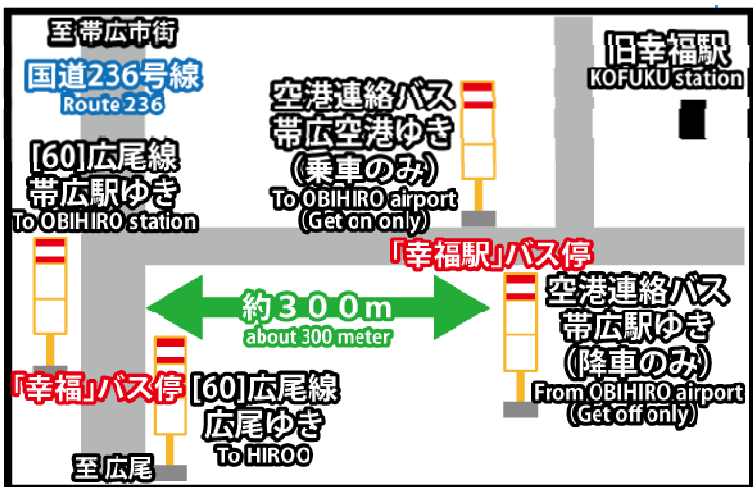 至 帯広市街
国道236号線
Route 236
旧幸福駅
KOFUKU station
空港連絡バス
帯広空港ゆき
(乗車のみ)
To OBIHIRO airport
(Get on only)
[60]広尾線
帯広駅ゆき
To OBIHIRO station
「幸福駅」バス停
約300m
about 300 meter
空港連絡バス
帯広駅ゆき
(降車のみ)
From OBIHIRO airport
(Get off only)
「幸福」バス停
[60]広尾線
広尾ゆき
To HIROO
至 広尾